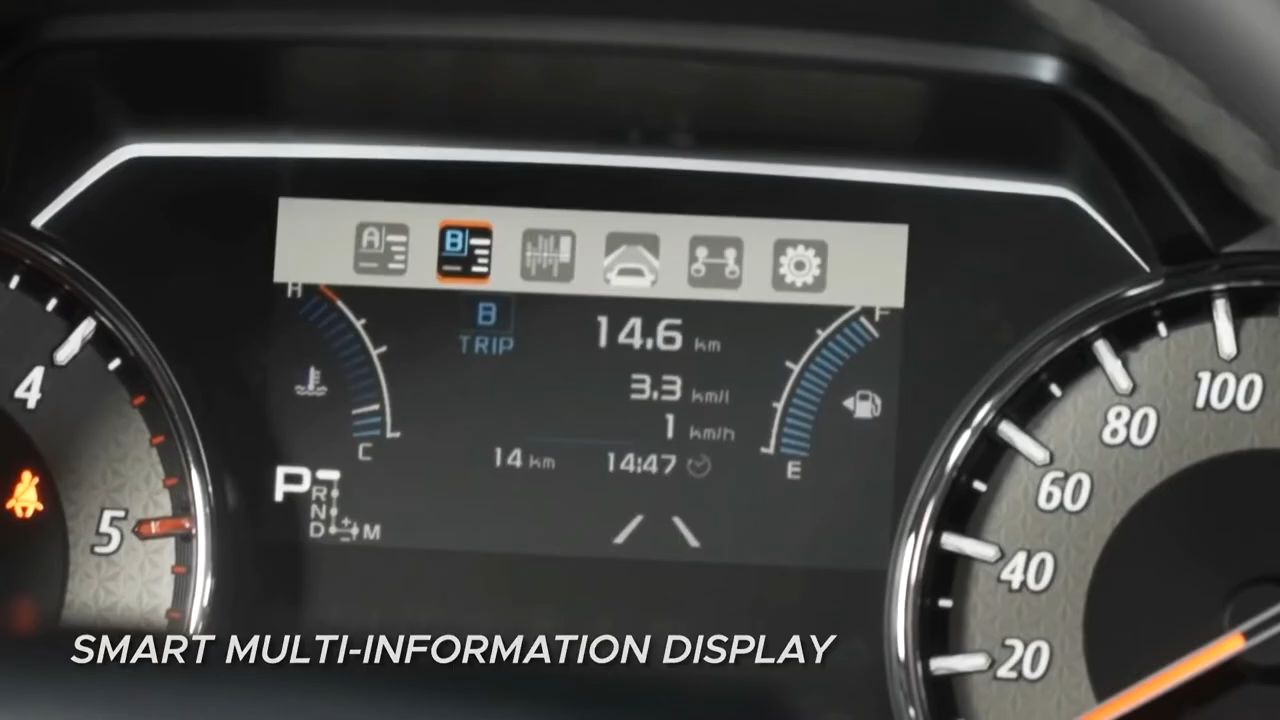 A B
H
B
TRIP
14.6 km
F
3.3 km/l
1 km/h
14 km 14:47
C
E
P
R
N
D + - M
4
5
100
80
60
40
20
SMART MULTI-INFORMATION DISPLAY